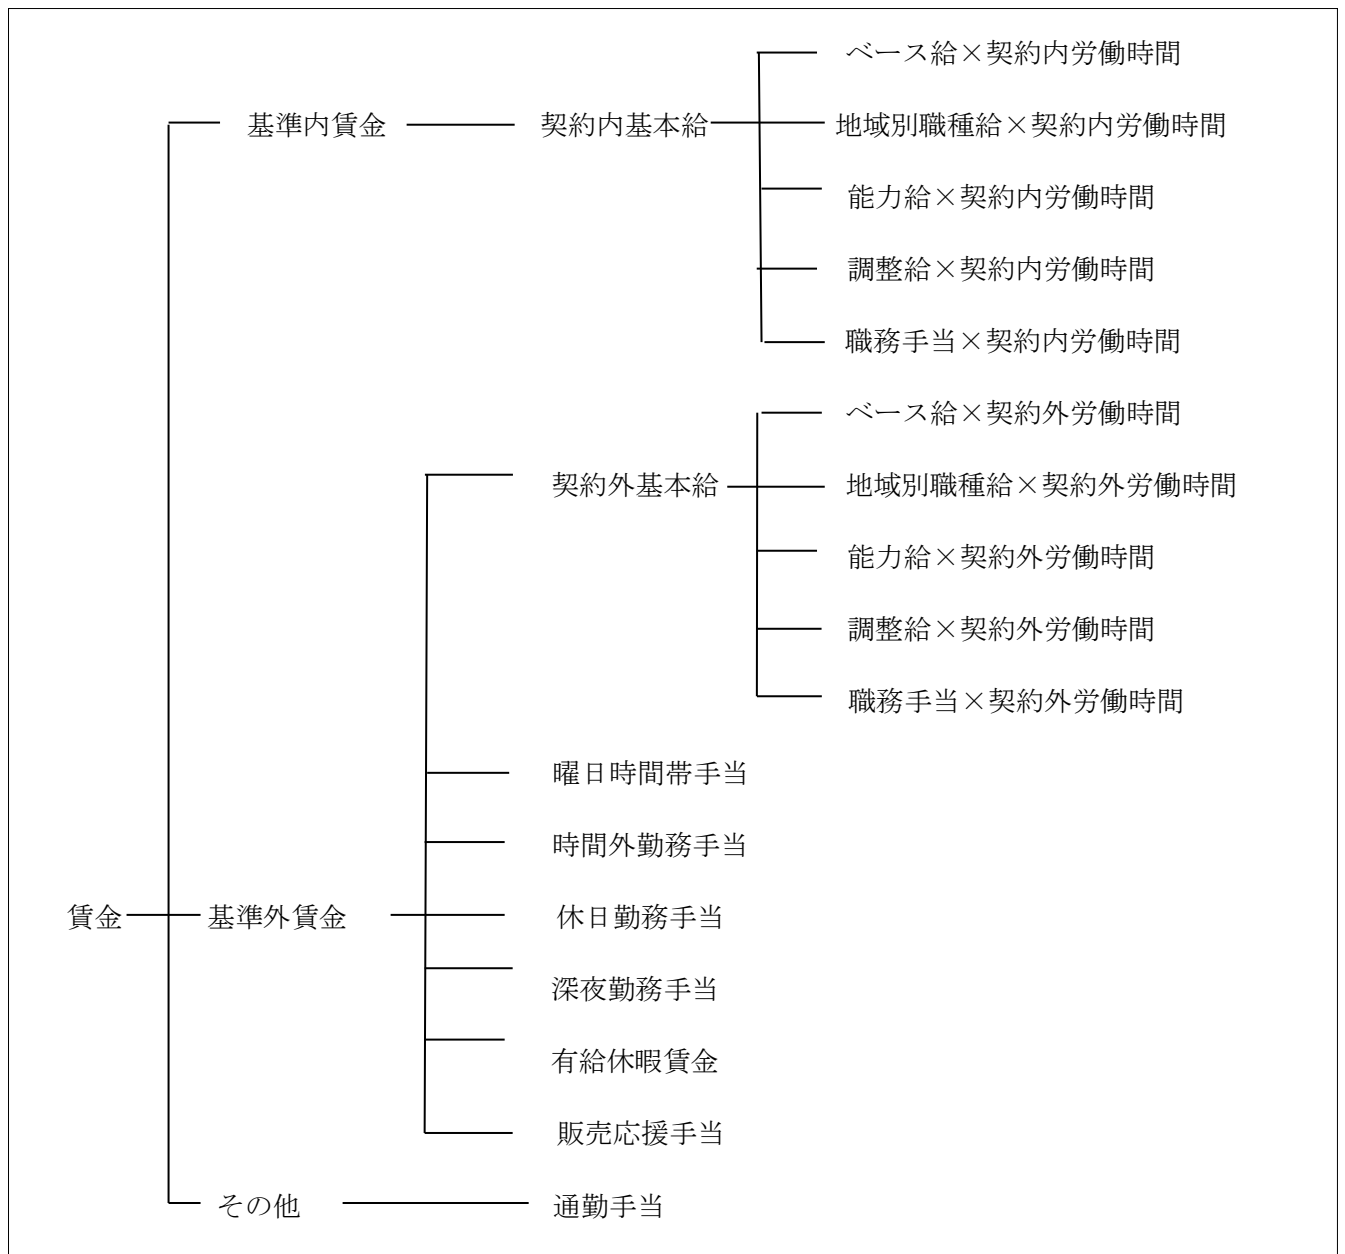 ベース給×契約内労働時間
基準内賃金 契約内基本給 地域別職種給×契約内労働時間
能力給×契約内労働時間
調整給×契約内労働時間
職務手当×契約内労働時間
ベース給×契約外労働時間
契約外基本給 地域別職種給×契約外労働時間
能力給×契約外労働時間
調整給×契約外労働時間
職務手当×契約外労働時間
曜日時間帯手当
時間外勤務手当
賃金 基準外賃金 休日勤務手当
深夜勤務手当
有給休暇賃金
販売応援手当
その他 通勤手当